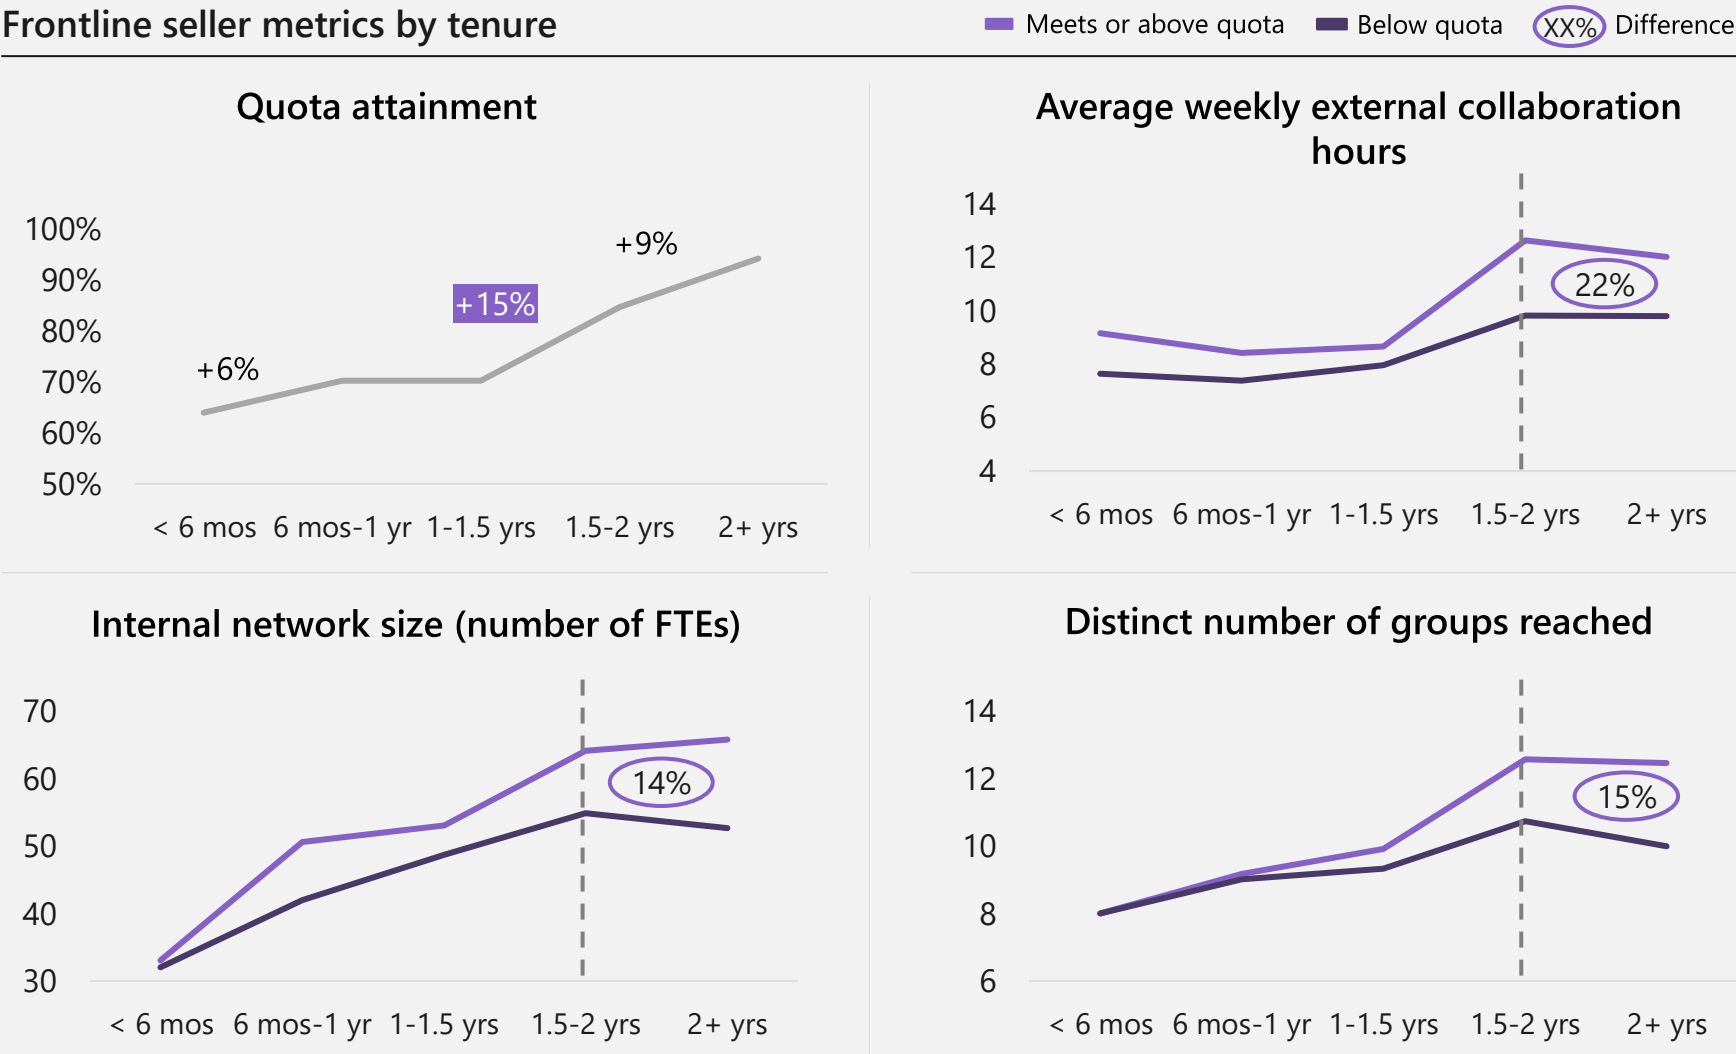 Frontline seller metrics by tenure
Meets or above quota
Below quota
XX%
Difference
Quota attainment
100%
90%
80%
70%
60%
50%
+6%
+15%
+9%
< 6 mos
6 mos-1 yr
1-1.5 yrs
1.5-2 yrs
2+ yrs
Average weekly external collaboration
hours
14
12
10
8
6
4
22%
< 6 mos
6 mos-1 yr
1-1.5 yrs
1.5-2 yrs
2+ yrs
Internal network size (number of FTEs)
70
60
50
40
30
14%
< 6 mos
6 mos-1 yr
1-1.5 yrs
1.5-2 yrs
2+ yrs
Distinct number of groups reached
14
12
10
8
6
15%
< 6 mos
6 mos-1 yr
1-1.5 yrs
1.5-2 yrs
2+ yrs